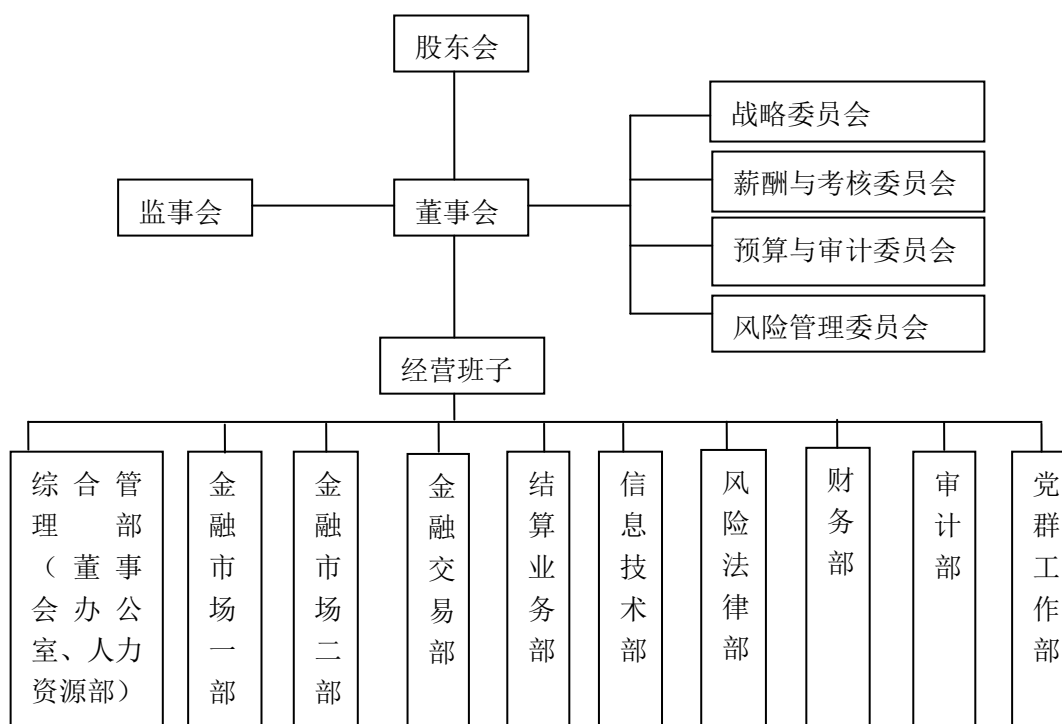 股东会
战略委员会
薪酬与考核委员会
监事会
董事会
预算与审计委员会
风险管理委员会
经营班子
综合管
理部
（董事
会办公
室、人力
资源部）
金融市场一部
金融市场二部
金融交易部
结算业务部
信息技术部
风险法律部
财务部
审计部
党群工作部